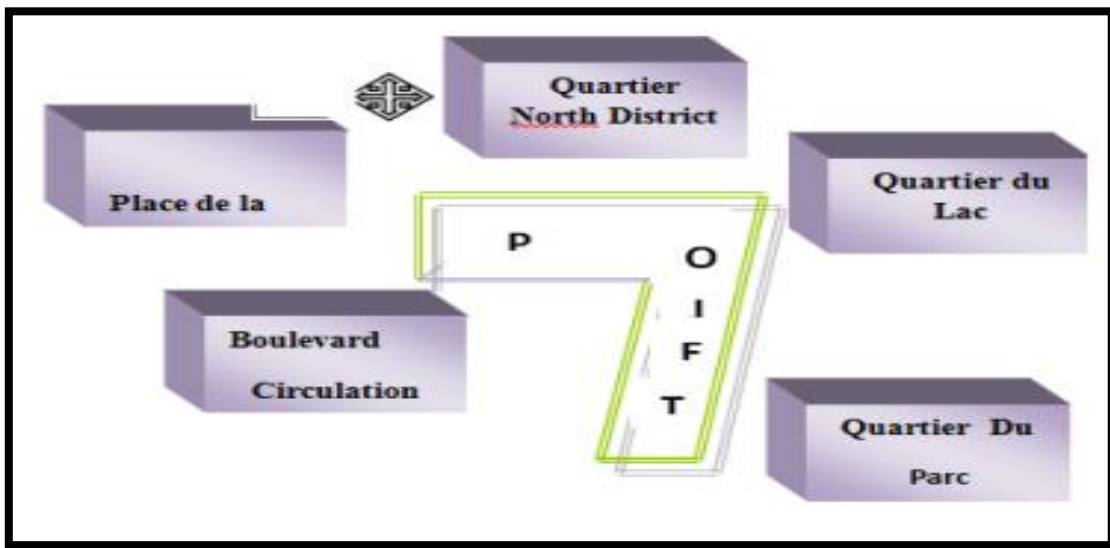 Quartier
North District
Place de la
Quartier du
Lac
P
O
I
F
T
Boulevard
Circulation
Quartier Du
Parc